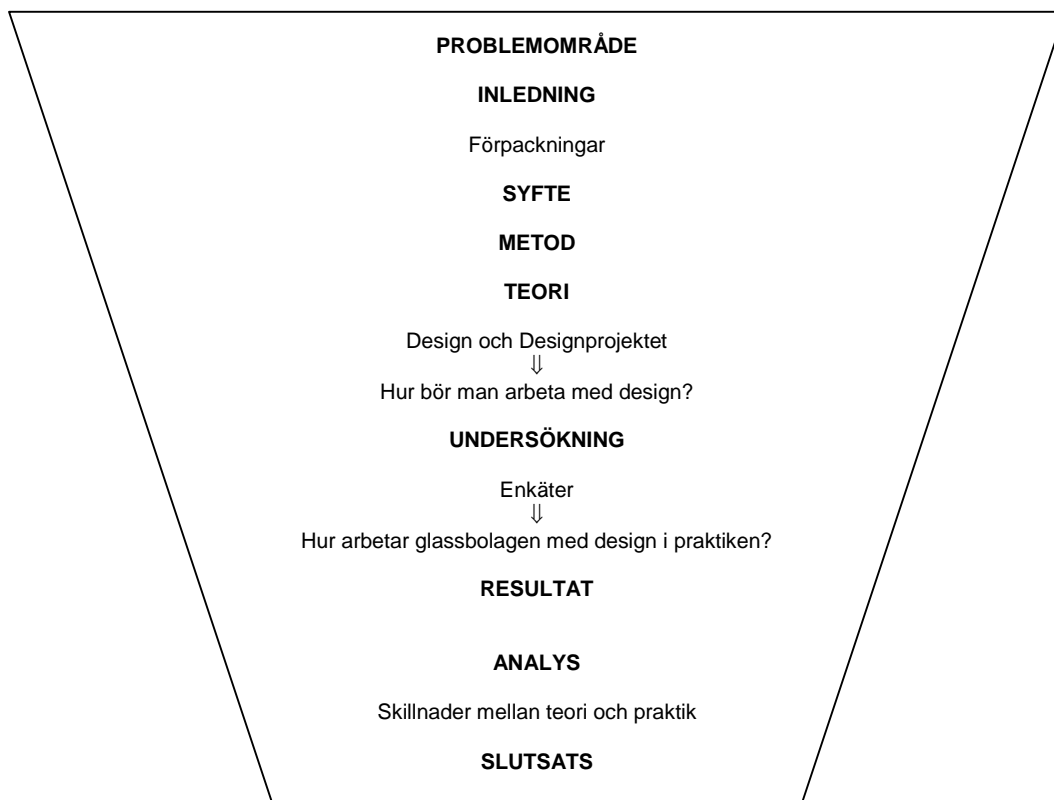 PROBLEMOMRÅDE
INLEDNING
Förpackningar
SYFTE
METOD
TEORI
Design och Designprojektet
⇓
Hur bör man arbeta med design?
UNDERSÖKNING
Enkäter
⇓
Hur arbetar glassbolagen med design i praktiken?
RESULTAT
ANALYS
Skillnader mellan teori och praktik
SLUTSATS